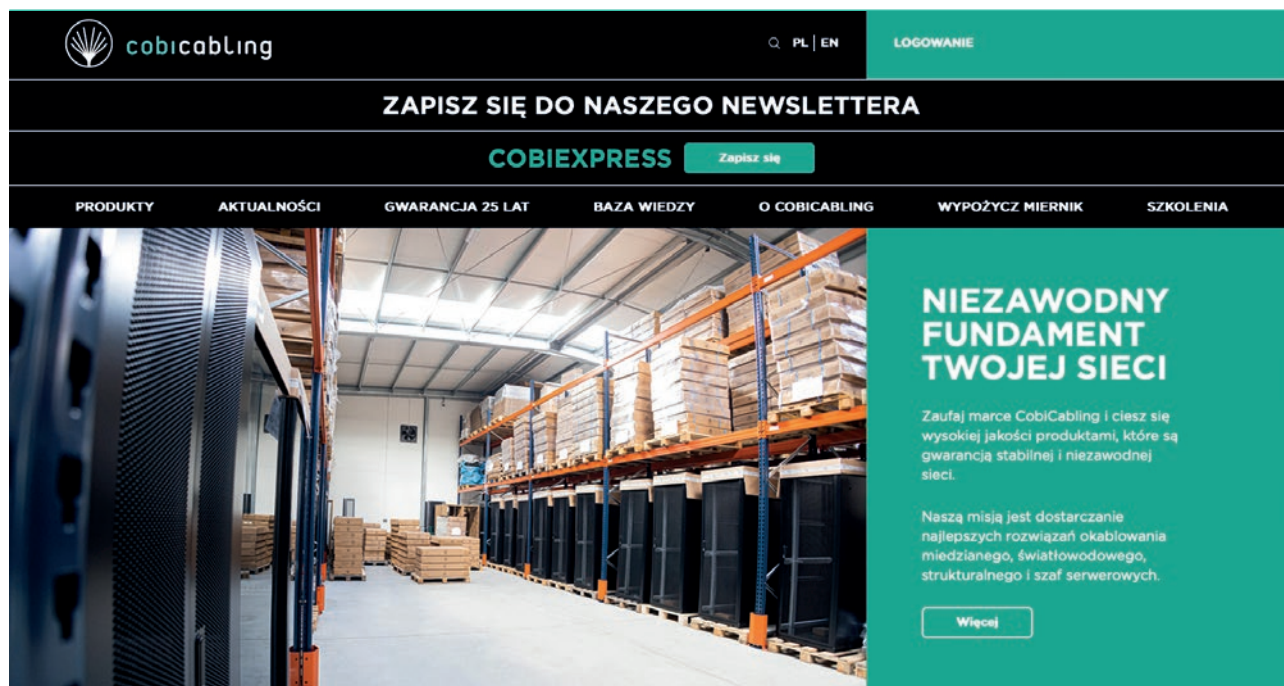 cobicabling
PL | EN
LOGOWANIE
ZAPISZ SIĘ DO NASZEGO NEWSLETTERA
COBIEXPRESS
Zapisz się
PRODUKTY AKTUALNOŚCI GWARANCJA 25 LAT BAZA WIEDZY O COBICABLING WYPOŻYCZ MIERNIK SZKOLENIA
NIEZAWODNY
FUNDAMENT
TWOJEJ SIECI
Zaufaj marce CobiCabling i ciesz się
wysokiej jakości produktami, które są
gwarancją stabilnej i niezawodnej
sieci.
Naszą misją jest dostarczanie
najlepszych rozwiązań okablowania
miedzianego, światłowodowego,
strukturalnego i szaf serwerowych.
Więcej